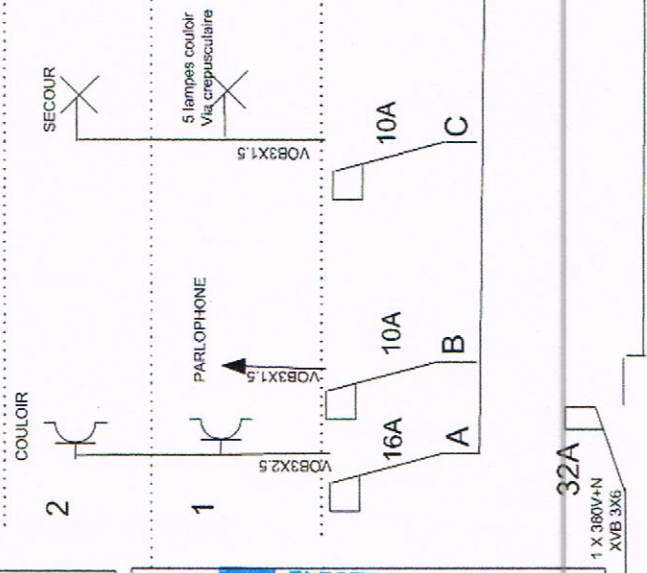 SECOUR
5 lampes couloir
Via crepusculaire
VOB3X1.5
10A
C
PARLOPHONE
VOB3X1.5
10A
B
COULOIR
2
1
VOB3X2.5
16A
A
32A
1 X 380V+N
XVB 3X6